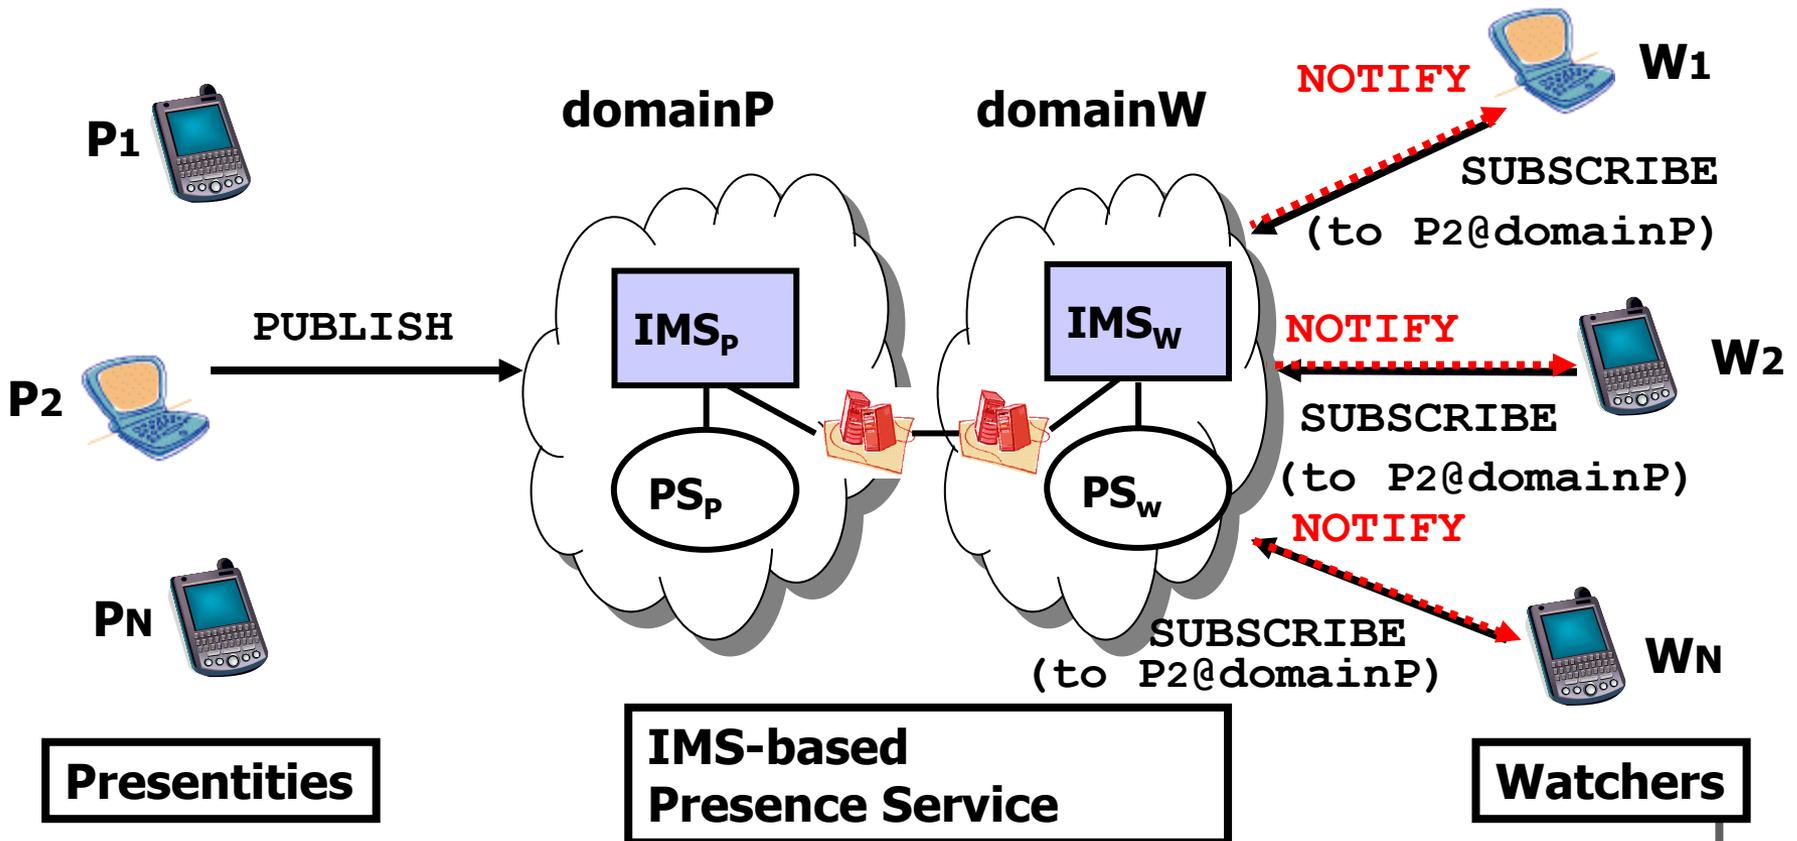 W1
NOTIFY
domainP
domainW
P1
SUBSCRIBE
(to P2@domainP)
IMSP
IMSW
PUBLISH
NOTIFY
W2
P2
SUBSCRIBE
(to P2@domainP)
PSP
PSw
NOTIFY
PN
SUBSCRIBE
(to P2@domainP)
WN
Presentities
IMS-based
Presence Service
Watchers